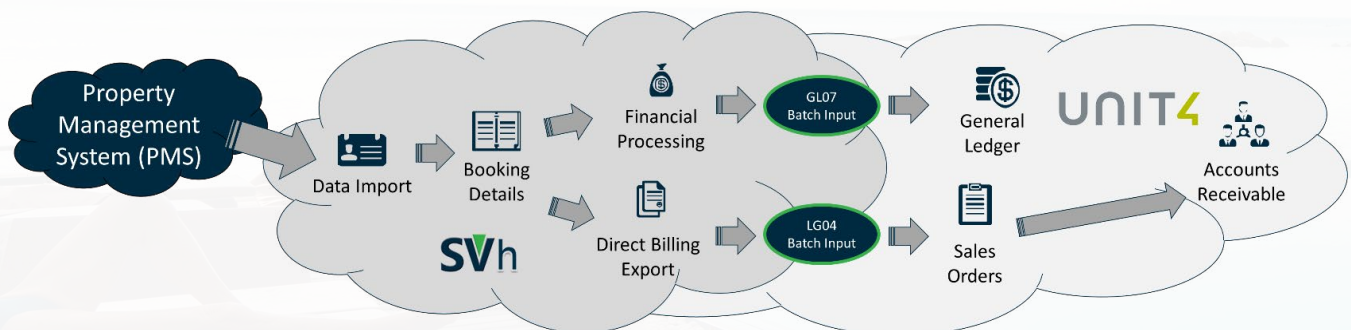 Property
Management
System (PMS)
Data Import
Booking
Details
Financial
Processing
GL07
Batch Input
General
Ledger
UNIT4
Accounts
Receivable
SVh
Direct Billing
Export
LG04
Batch Input
Sales
Orders